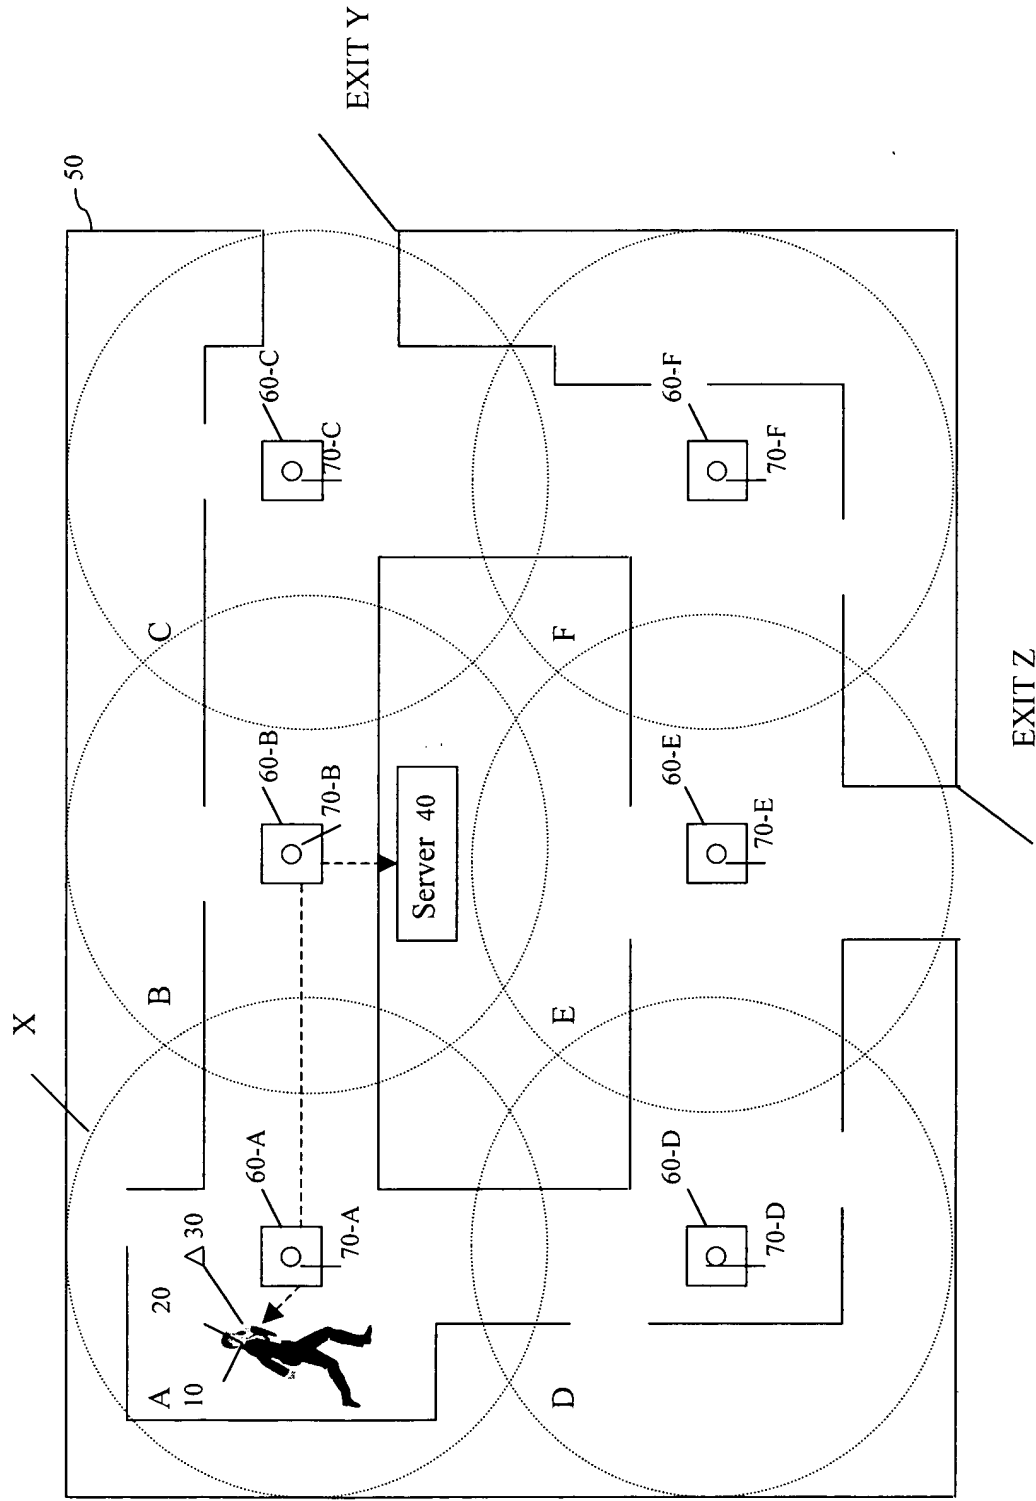 X
50
A
20
B
C
10
30
60-A
60-B
60-C
70-A
70-B
70-C
EXIT Y
Server 40
D
E
F
60-D
60-E
60-F
70-D
70-E
70-F
EXIT Z